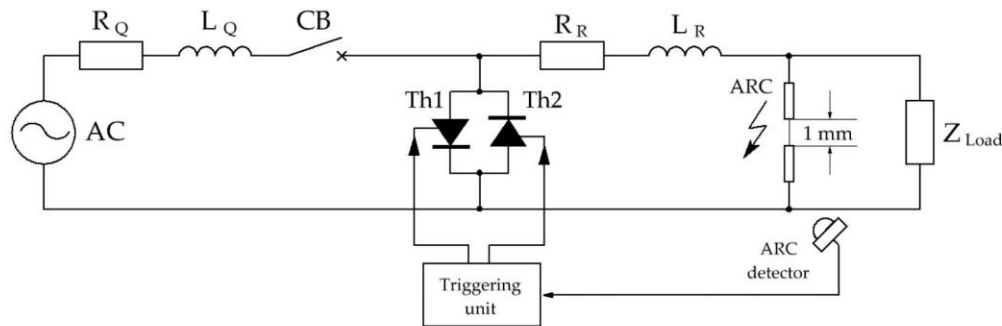 R Q
L Q
CB
R R
L R
AC
Th1
Th2
ARC
1 mm
Z Load
ARC
detector
Triggering
unit